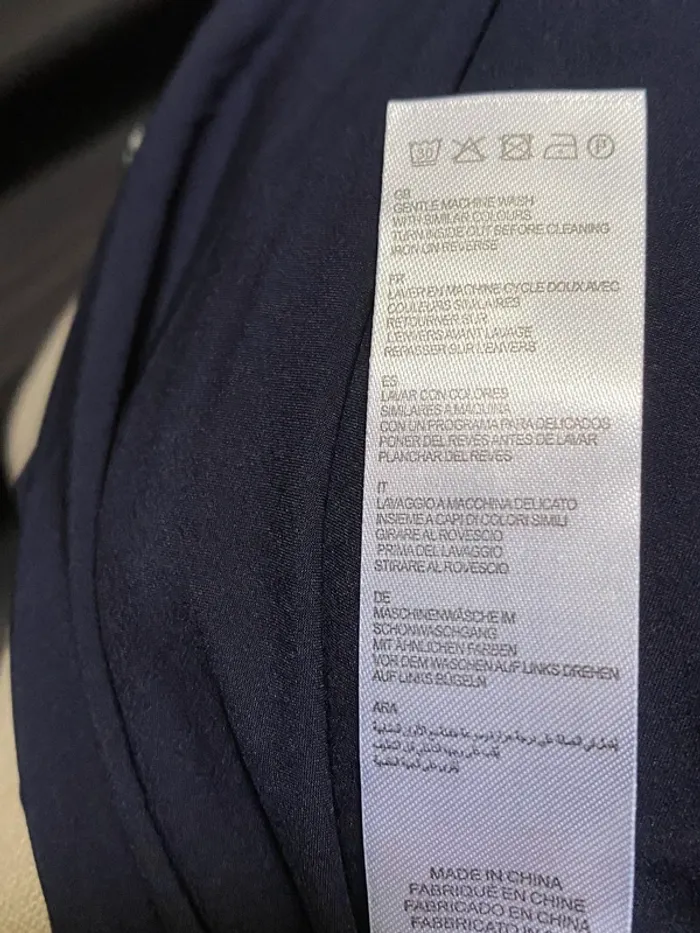 30 P
GB
GENTLE MACHINE WASH
WITH SIMILAR COLOURS
TURN INSIDE OUT BEFORE CLEANING
IRON ON REVERSE
FR
LAVER EN MACHINE CYCLE DOUX AVEC
COULEURS SIMILAIRES
RETOURNER SUR
L'ENVERS AVANT LAVAGE
REPASSER SUR L'ENVERS
ES
LAVAR CON COLORES
SIMILARES A MAQUINA
CON UN PROGRAMA PARA DELICADOS
PONER DEL REVES ANTES DE LAVAR
PLANCHAR DEL REVES
IT
LAVAGGIO A MACCHINA DELICATO
INSIEME A CAPI DI COLORI SIMILI
GIRARE AL ROVESCIO
PRIMA DEL LAVAGGIO
STIRARE AL ROVESCIO
DE
MASCHINENWÄSCHE IM
SCHONWASCHGANG
MIT ÄHNLICHEN FARBEN
VOR DEM WASCHEN AUF LINKS DREHEN
AUF LINKS BÜGELN
ARA
MADE IN CHINA
FABRIQUÉ EN CHINE
FABRICADO EN CHINA
FABBRICATO IN